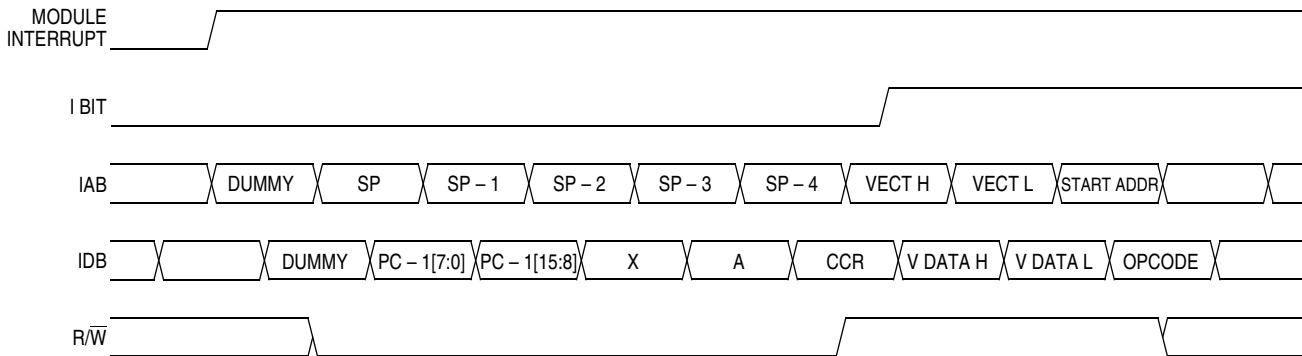 MODULE
INTERRUPT
I BIT
IAB DUMMY SP SP – 1 SP – 2 SP – 3 SP – 4 VECT H VECT L START ADDR
IDB DUMMY PC – 1[7:0] PC – 1[15:8] X A CCR V DATA H V DATA L OPCODE
R/W̅